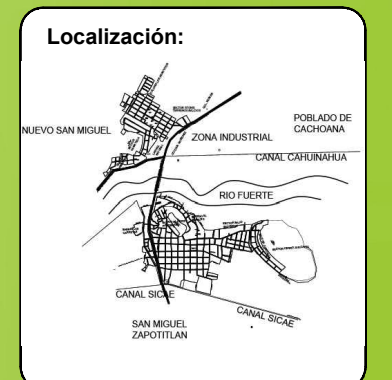 Localización:
NUEVO SAN MIGUEL
ZONA INDUSTRIAL
POBLADO DE
CACHOANA
CANAL CAHUINAHUA
RIO FUERTE
CANAL SICAE
CANAL SICAE
SAN MIGUEL
ZAPOTITLAN